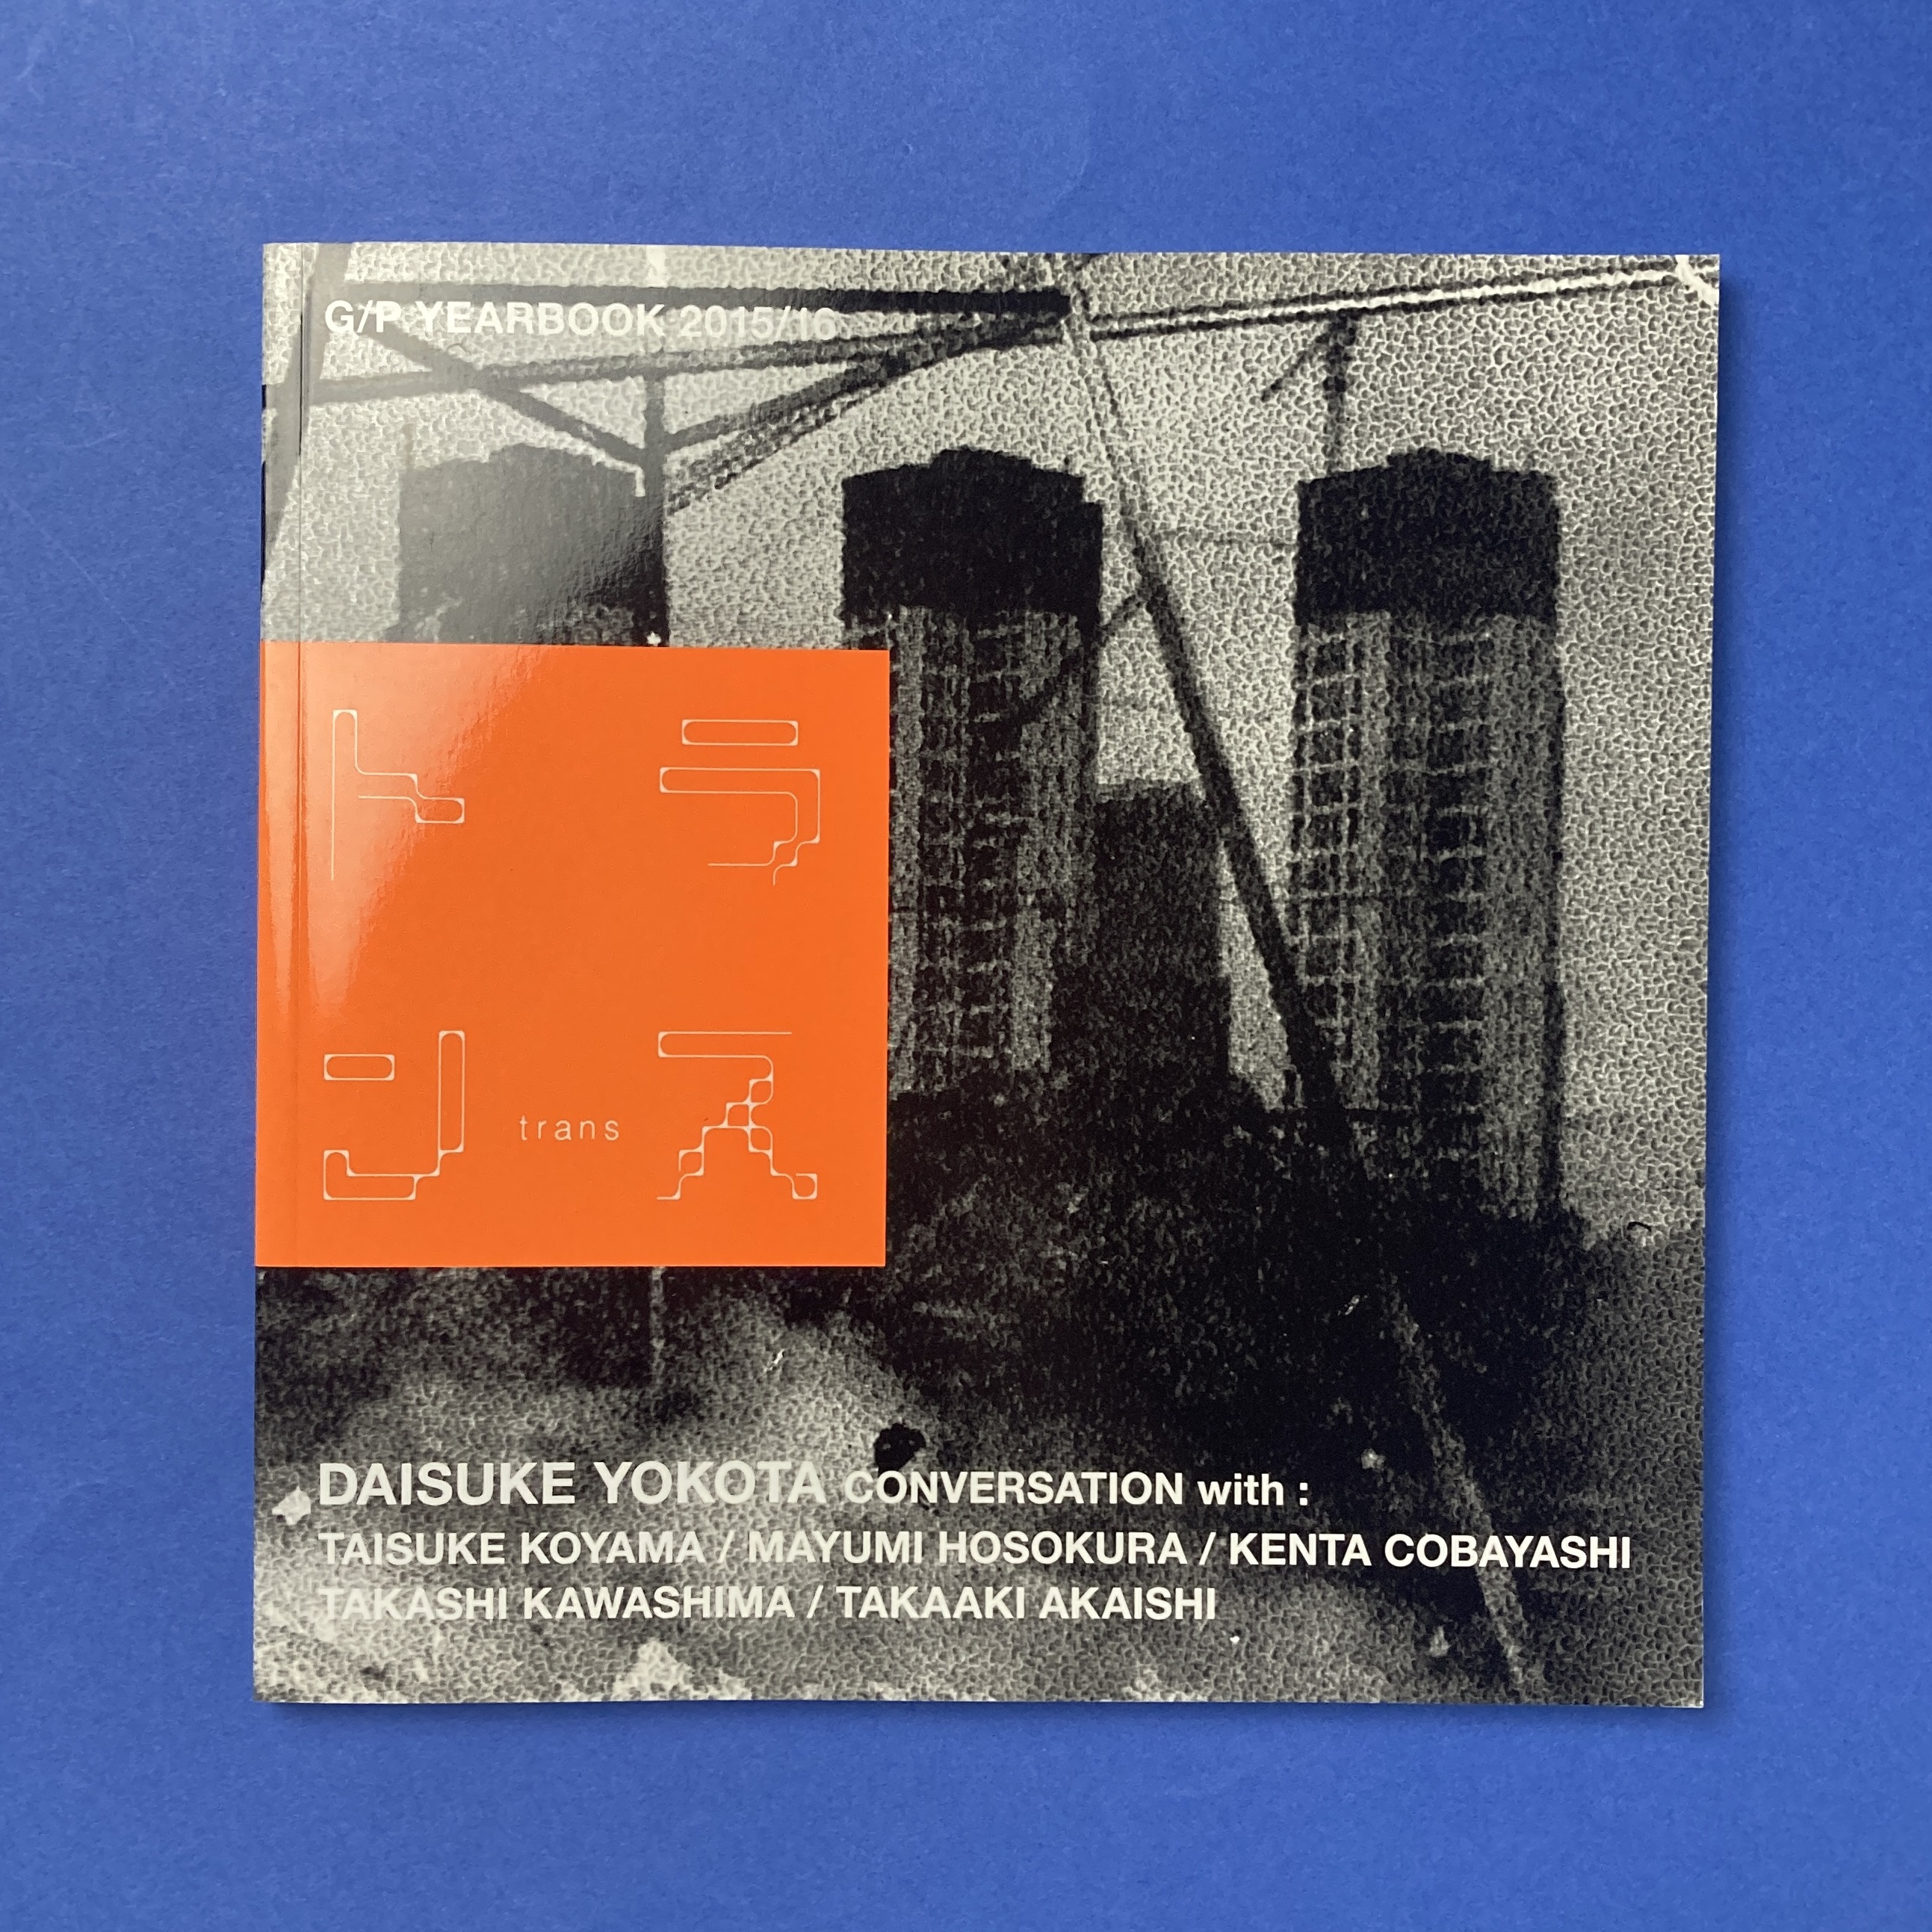 G/P YEARBOOK 2015/16
トラ
ンス
trans
DAISUKE YOKOTA CONVERSATION with :
TAISUKE KOYAMA / MAYUMI HOSOKURA / KENTA COBAYASHI
TAKASHI KAWASHIMA / TAKAAKI AKAISHI